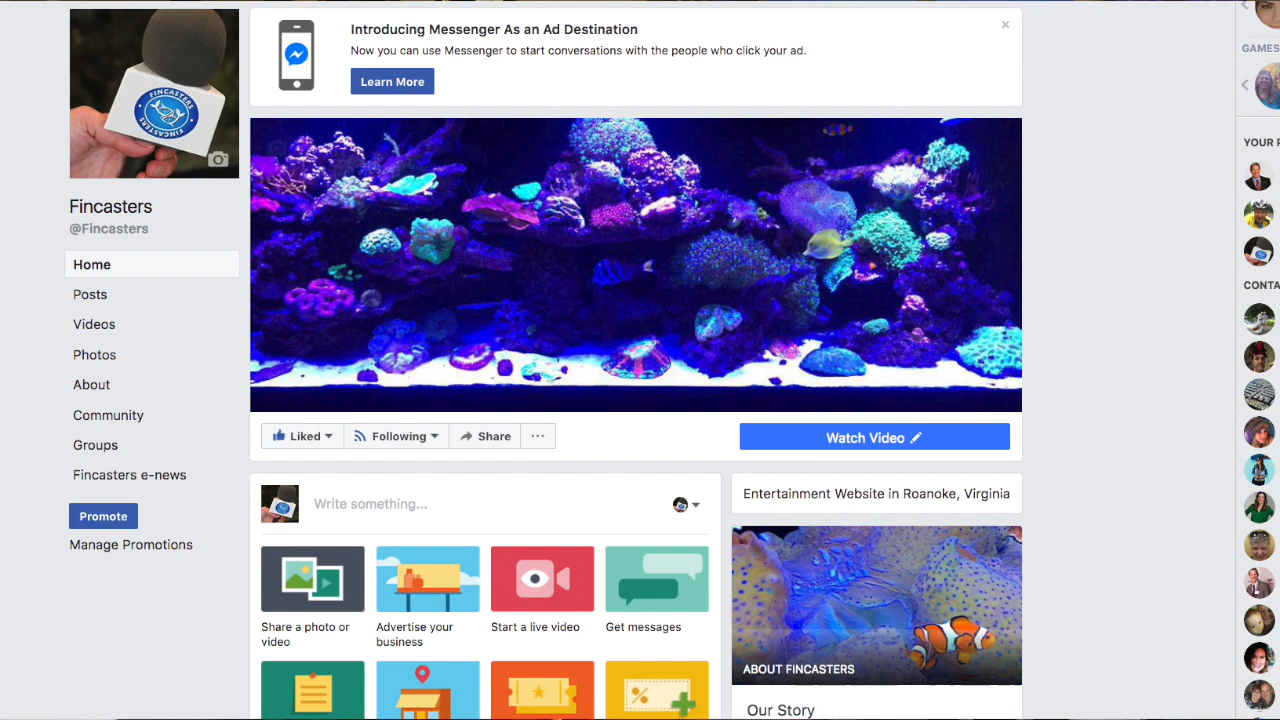 Introducing Messenger As an Ad Destination
Now you can use Messenger to start conversations with the people who click your ad.
Learn More
FINCASTERS
FINCASTERS
Fincasters
@Fincasters
Home
Posts
Videos
Photos
About
Community
Groups
Fincasters e-news
Promote
Manage Promotions
Liked
Following
Share
Watch Video
Write something...
Share a photo or
video
Advertise your
business
Start a live video
Get messages
Entertainment Website in Roanoke, Virginia
ABOUT FINCASTERS
Our Story
GAMES
YOUR P
CONTA